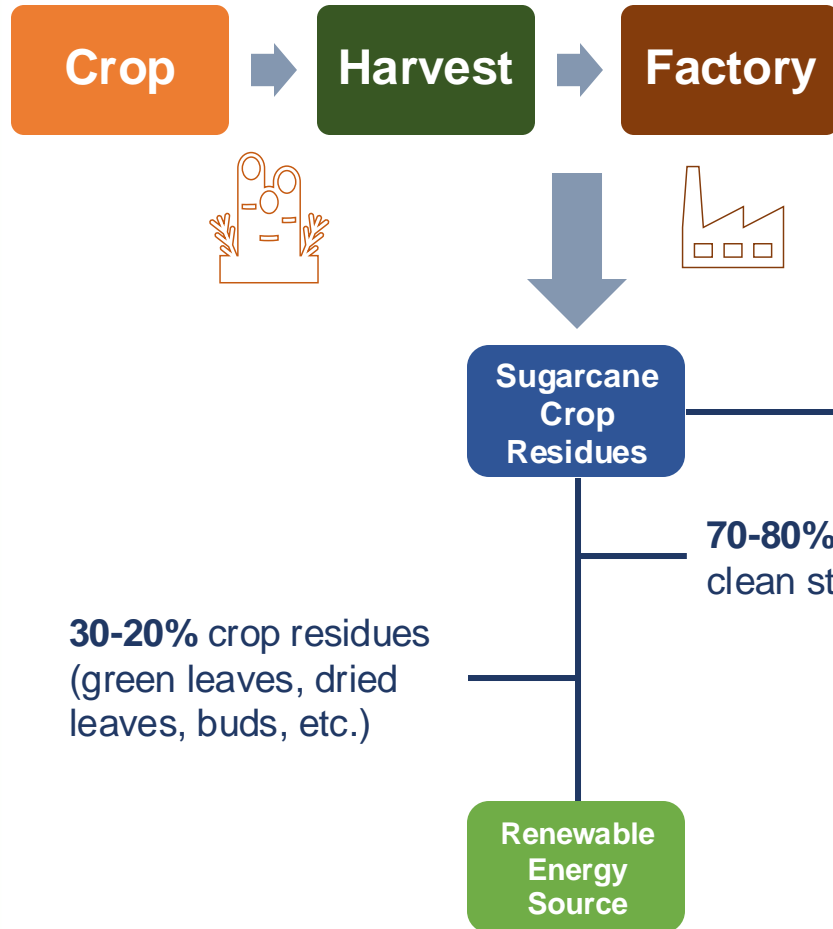 Crop
Harvest
Factory
Sugarcane
Crop
Residues
70-80%
clean
30-20% crop residues
(green leaves, dried
leaves, buds, etc.)
Renewable
Energy
Source